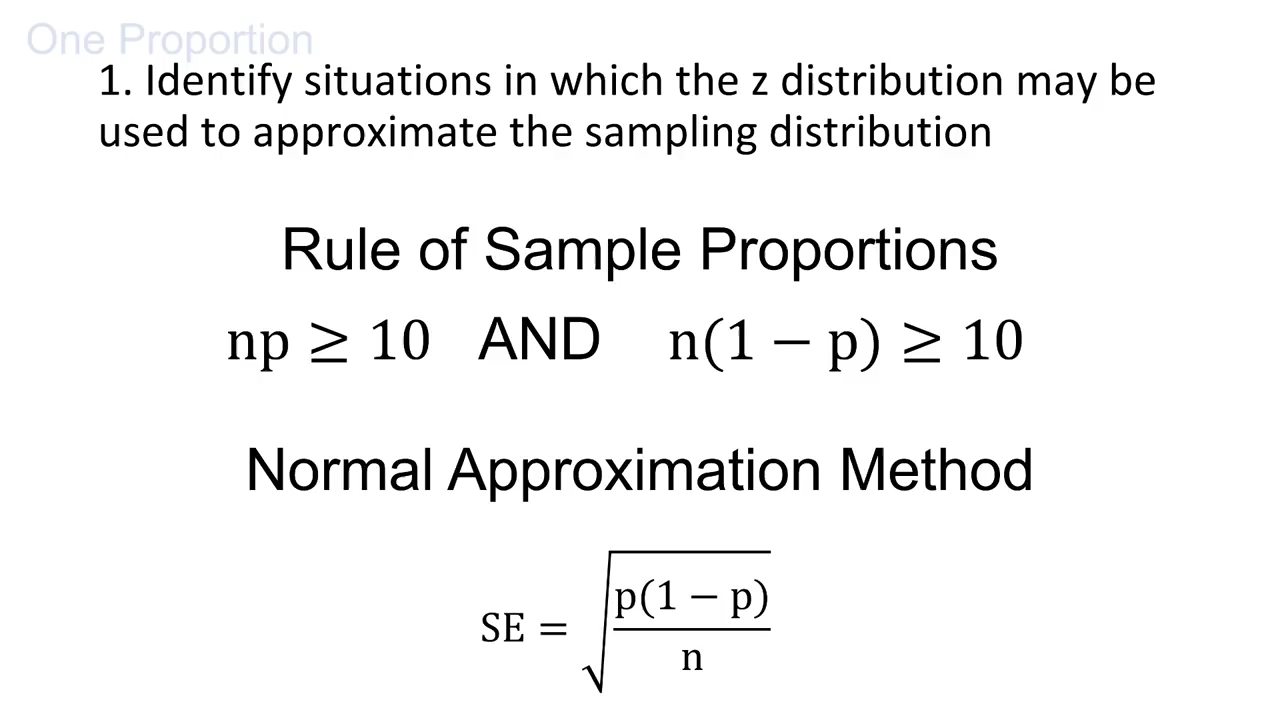 One Proportion
1. Identify situations in which the z distribution may be
used to approximate the sampling distribution
Rule of Sample Proportions
np ≥ 10 AND n(1 − p) ≥ 10
Normal Approximation Method
SE = √(p(1 − p)/n)